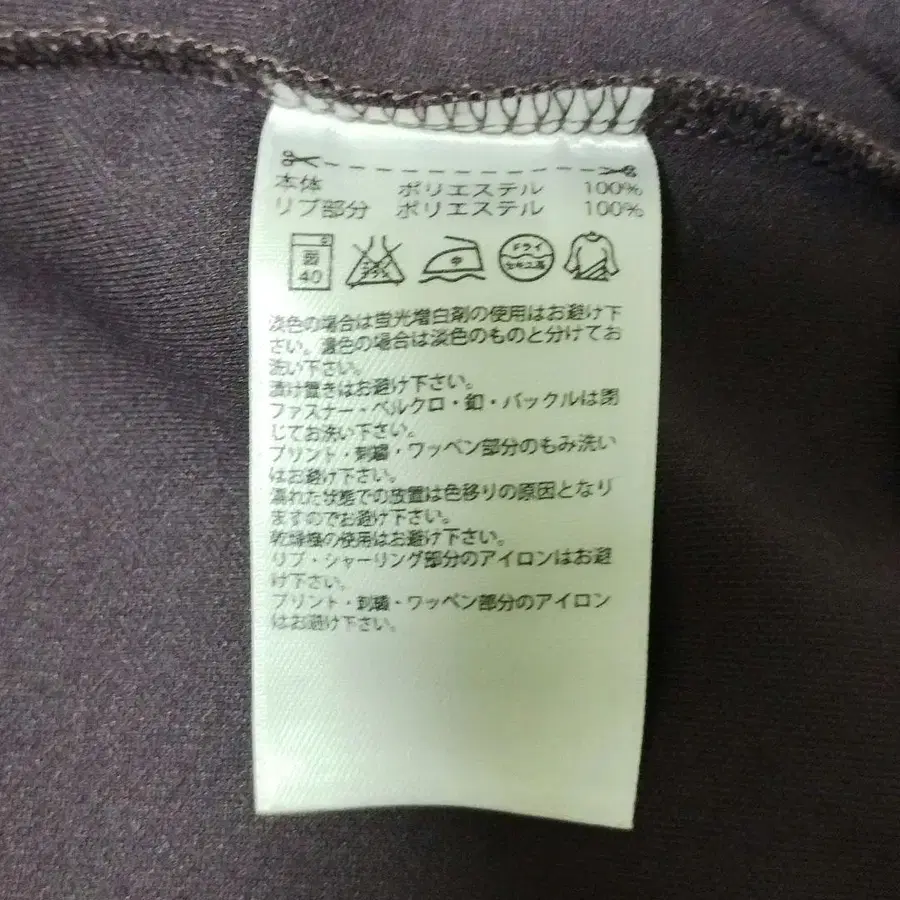 本体 ポリエステル 100%
リブ部分 ポリエステル 100%
40 中 ドライ
淡色の場合は蛍光増白剤の使用はお避け下
さい。濃色の場合は淡色のものと分けてお
洗い下さい。
漬け置きはお避け下さい。
ファスナー・ベルクロ・釦・バックルは閉
じてお洗い下さい。
プリント・刺繍・ワッペン部分のもみ洗い
はお避け下さい。
濡れた状態での放置は色移りの原因となり
ますのでお避け下さい。
乾燥機の使用はお避け下さい。
リブ・シャーリング部分のアイロンはお避
け下さい。
プリント・刺繍・ワッペン部分のアイロン
はお避け下さい。